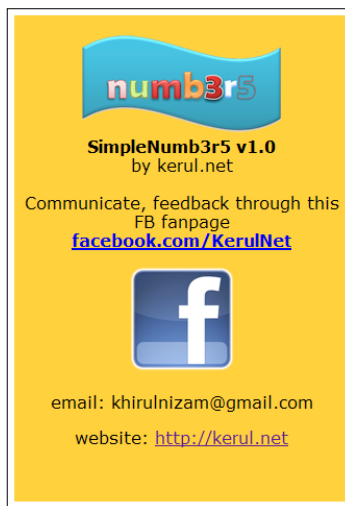 numb3r5
SimpleNumb3r5 v1.0
by kerul.net
Communicate, feedback through this
FB fanpage
facebook.com/KerulNet
f
email: khirulnizam@gmail.com
website: http://kerul.net